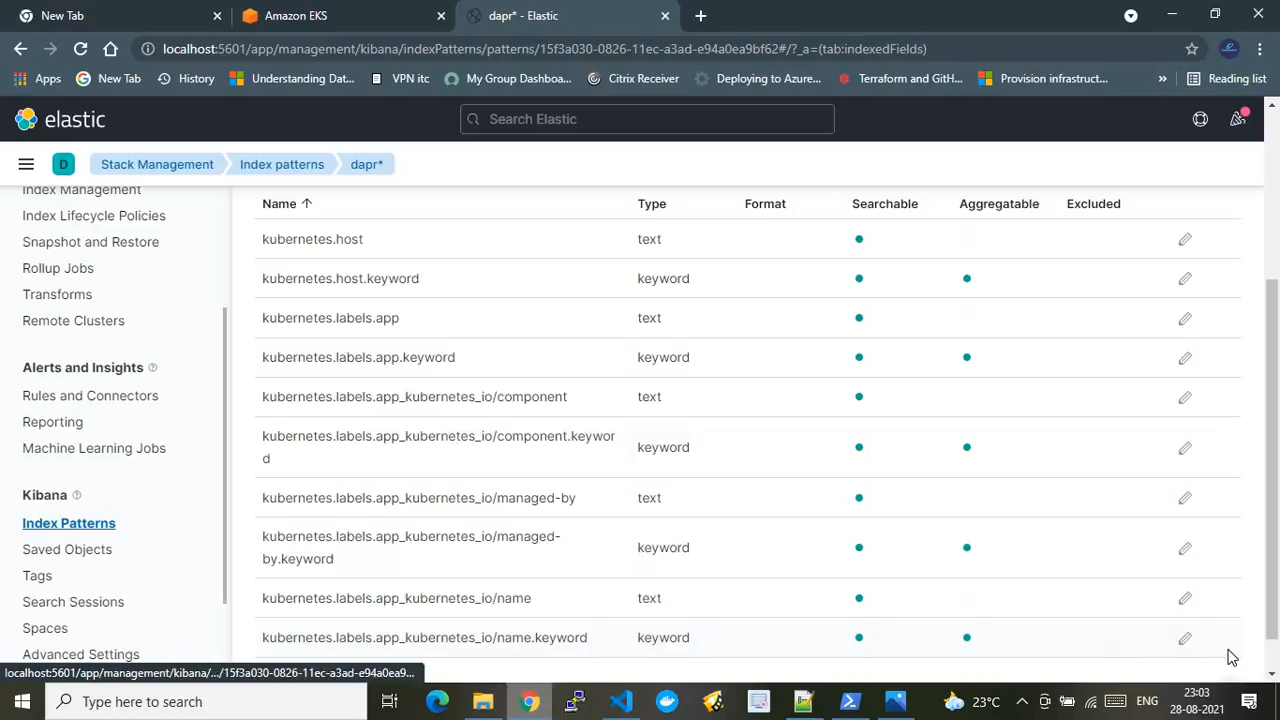 New Tab
Amazon EKS
dapr* - Elastic
localhost:5601/app/management/kibana/indexPatterns/patterns/15f3a030-0826-11ec-a3ad-e94a0ea9bf62#/?_a=(tab:indexedFields)
Apps
New Tab
History
Understanding Dat...
VPN itc
My Group Dashboa...
Citrix Receiver
Deploying to Azure...
Terraform and GitH...
Provision infrastruct...
»
Reading list
elastic
Search Elastic
D
Stack Management
Index patterns
dapr*
Index Management
Index Lifecycle Policies
Snapshot and Restore
Rollup Jobs
Transforms
Remote Clusters
Alerts and Insights
Rules and Connectors
Reporting
Machine Learning Jobs
Kibana
Index Patterns
Saved Objects
Tags
Search Sessions
Spaces
Advanced Settings
Name ↑ Type Format Searchable Aggregatable Excluded
kubernetes.host text
kubernetes.host.keyword keyword
kubernetes.labels.app text
kubernetes.labels.app.keyword keyword
kubernetes.labels.app_kubernetes_io/component text
kubernetes.labels.app_kubernetes_io/component.keywor
d keyword
kubernetes.labels.app_kubernetes_io/managed-by text
kubernetes.labels.app_kubernetes_io/managed-
by.keyword keyword
kubernetes.labels.app_kubernetes_io/name text
kubernetes.labels.app_kubernetes_io/name.keyword keyword
localhost:5601/app/management/kibana/.../15f3a030-0826-11ec-a3ad-e94a0ea9...
Type here to search
23°C
ENG
23:03
28-08-2021